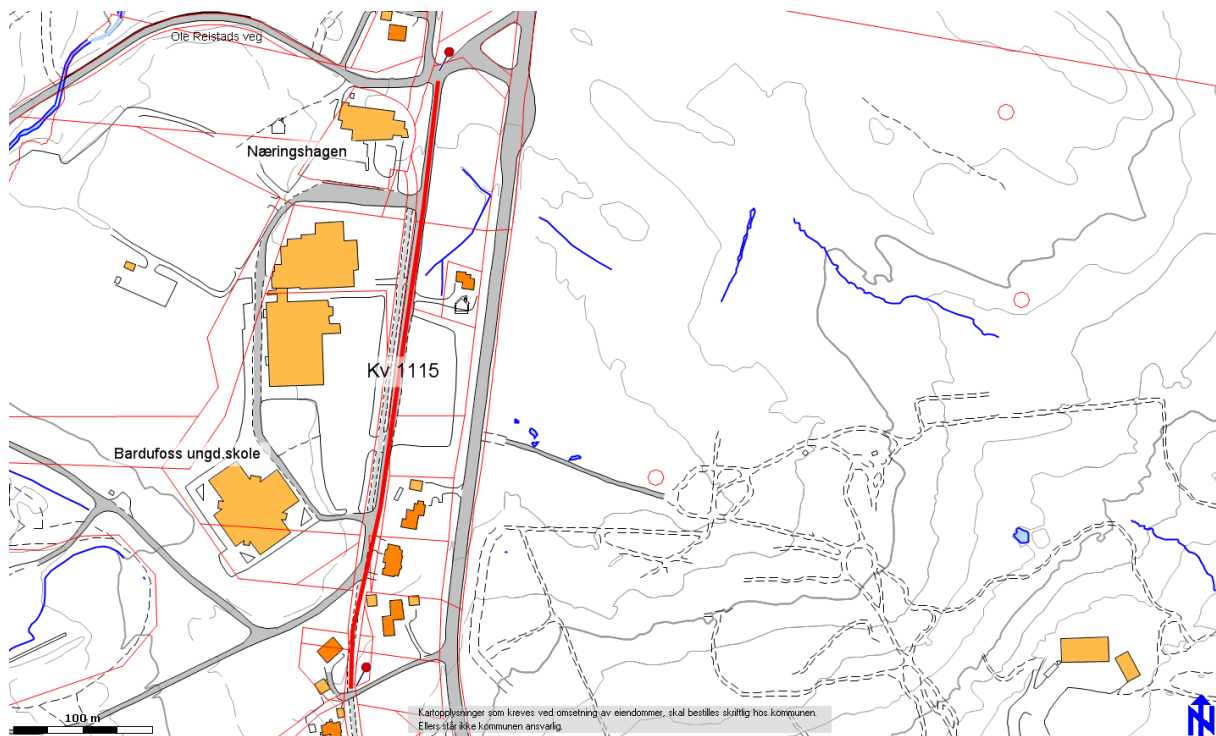 Ole Reistads veg
Næringshagen
Kv 1115
Bardufoss ungd.skole
100 m
Kartopplysninger som kreves ved omsetning av eiendommer, skal bestilles skriftlig hos kommunen.
Ellers står ikke kommunen ansvarlig.
N